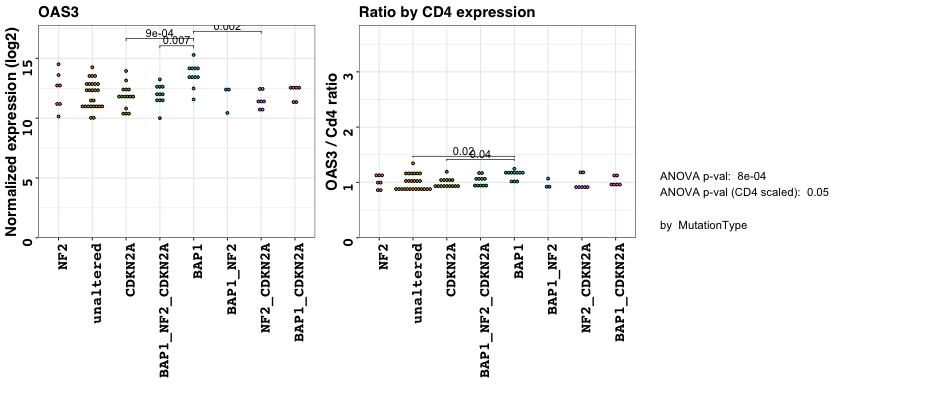 OAS3
Normalized expression (log2)
0
5
10
15
9e-04
0.007
0.002
NF2
unaltered
CDKN2A
BAP1_NF2_CDKN2A
BAP1
BAP1_NF2
NF2_CDKN2A
BAP1_CDKN2A
Ratio by CD4 expression
OAS3 / Cd4 ratio
0
1
2
3
0.02
0.04
NF2
unaltered
CDKN2A
BAP1_NF2_CDKN2A
BAP1
BAP1_NF2
NF2_CDKN2A
BAP1_CDKN2A
ANOVA p-val: 8e-04
ANOVA p-val (CD4 scaled): 0.05
by MutationType